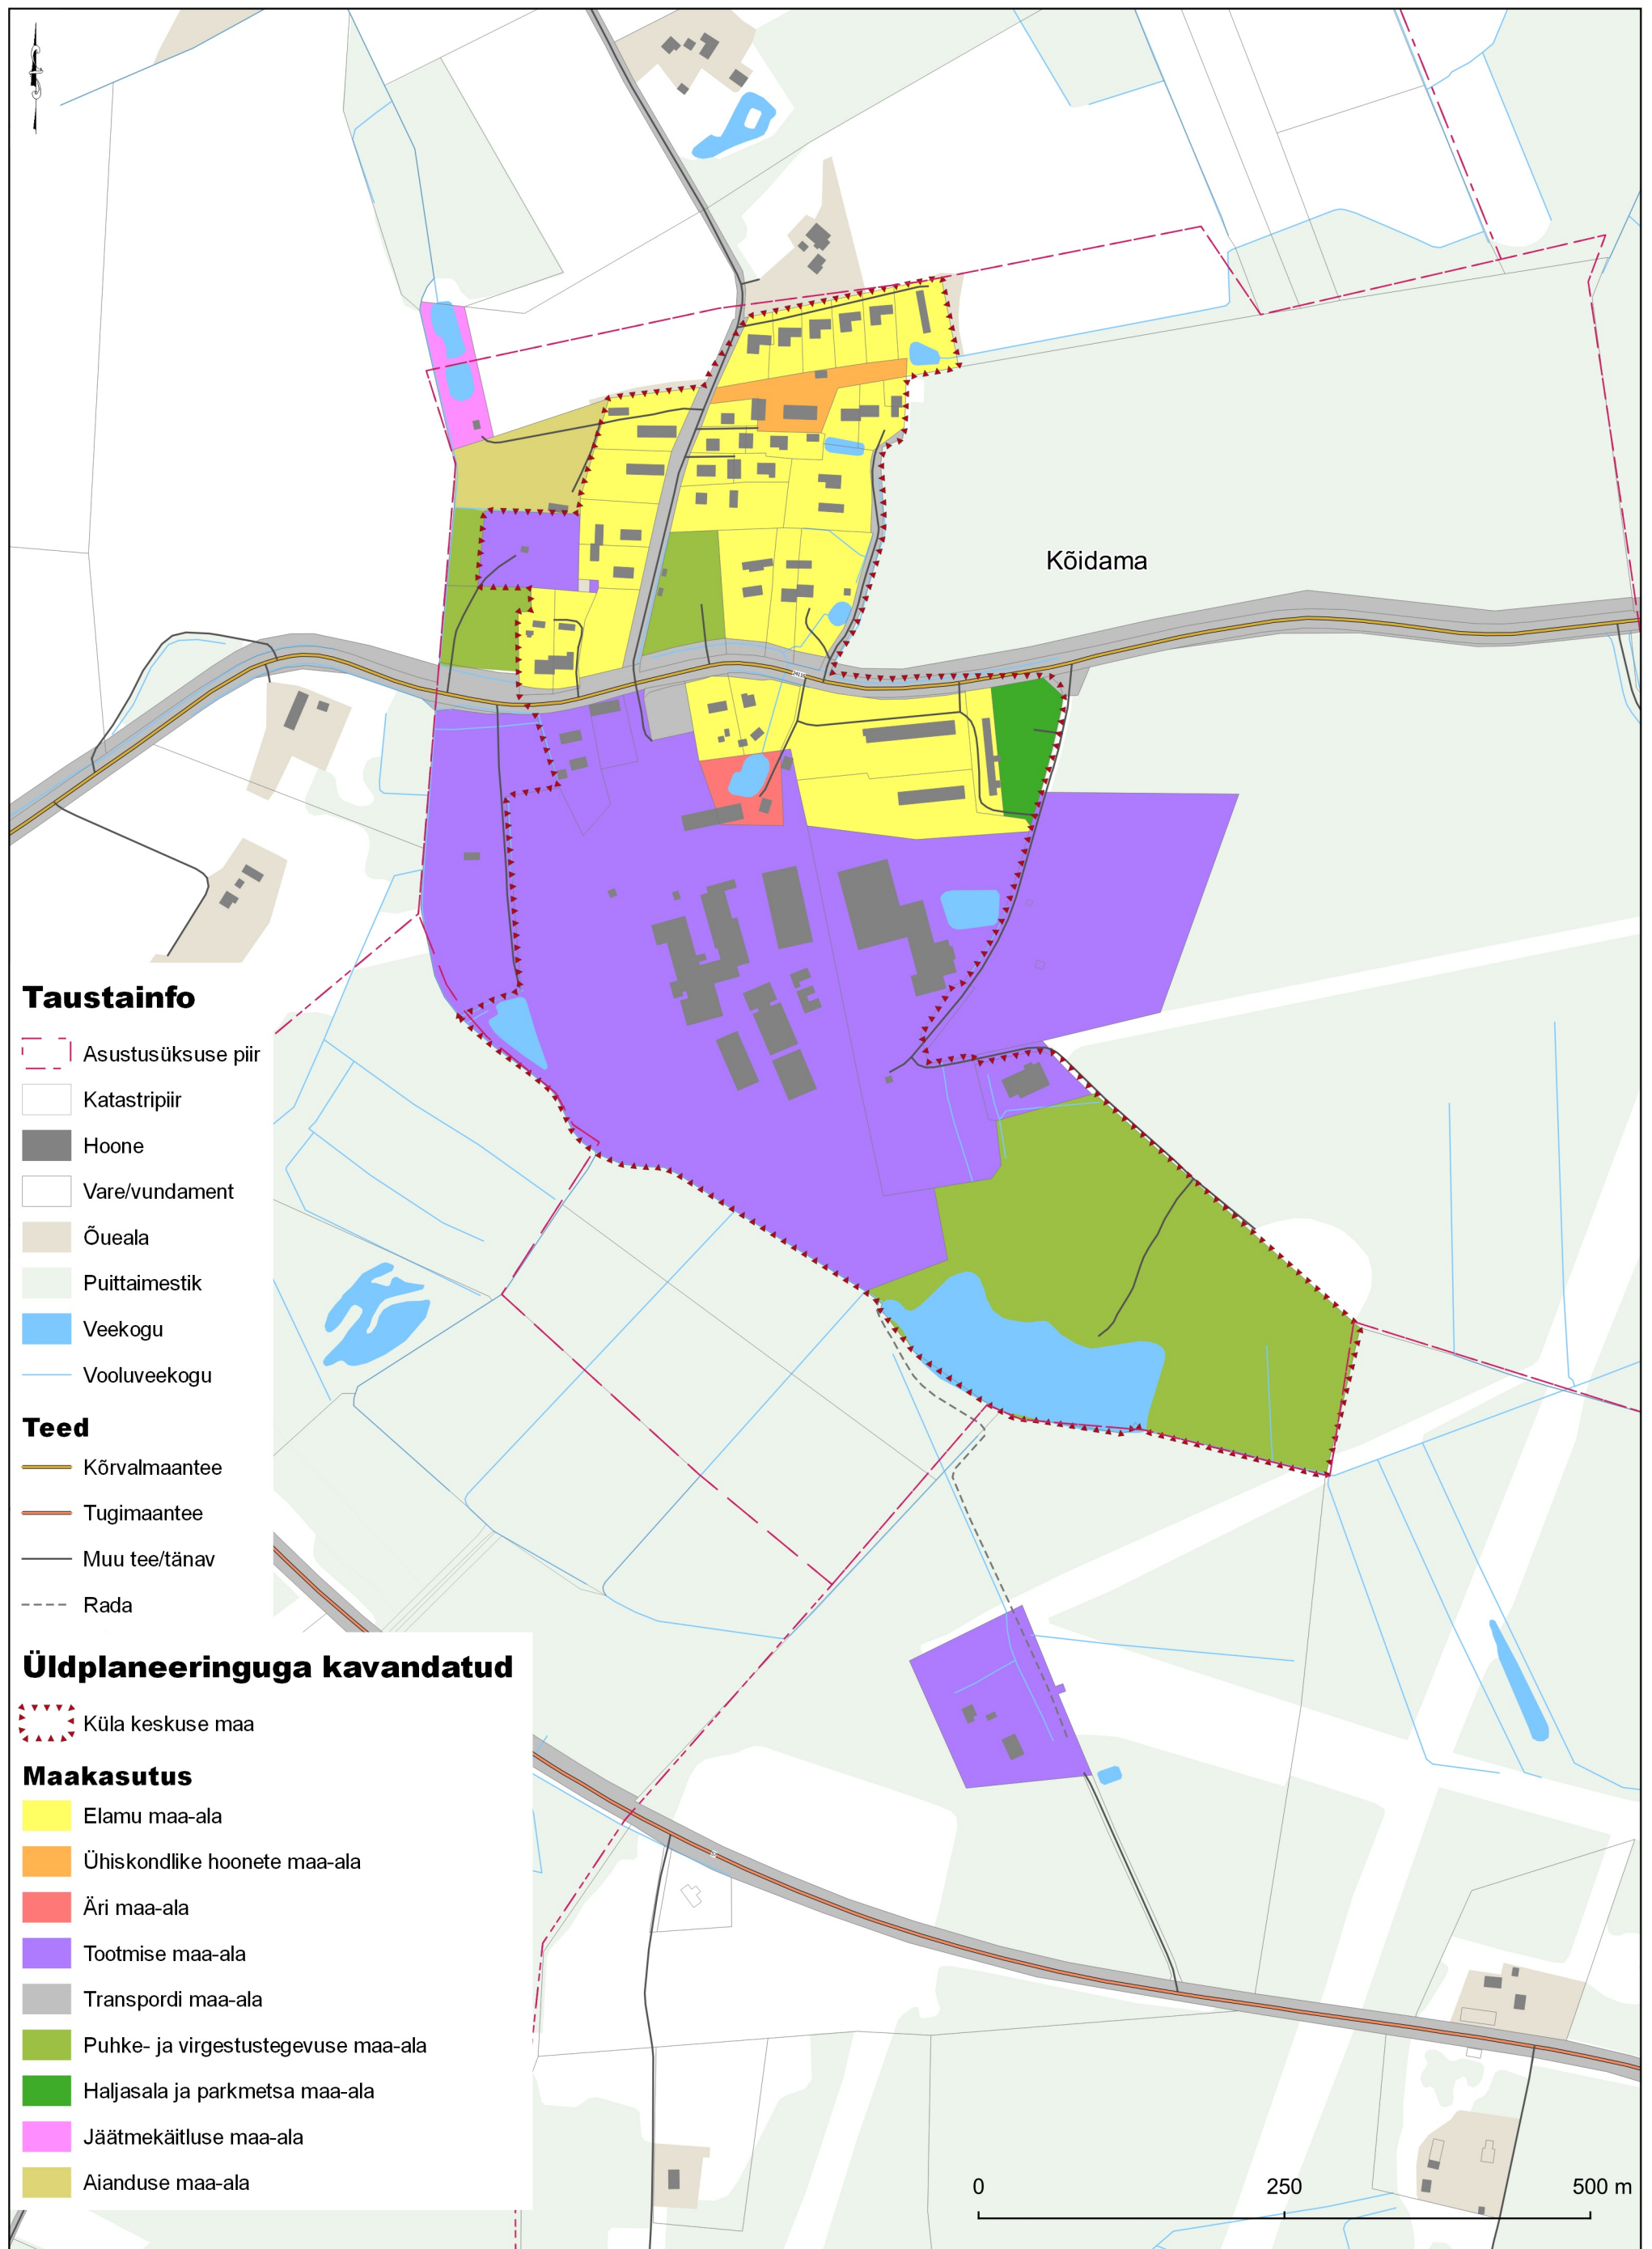 Kõidama
Taustainfo
Asustusüksuse piir
Katastripiir
Hoone
Vare/vundament
Õueala
Puittaimestik
Veekogu
Vooluveekogu
Teed
Kõrvalmaantee
Tugimaantee
Muu tee/tänav
Rada
Üldplaneeringuga kavandatud
Küla keskuse maa
Maakasutus
Elamu maa-ala
Ühiskondlike hoonete maa-ala
Äri maa-ala
Tootmise maa-ala
Transpordi maa-ala
Puhke- ja virgestustegevuse maa-ala
Haljasala ja parkmetsa maa-ala
Jäätmekäitluse maa-ala
Aianduse maa-ala
0 250 500 m